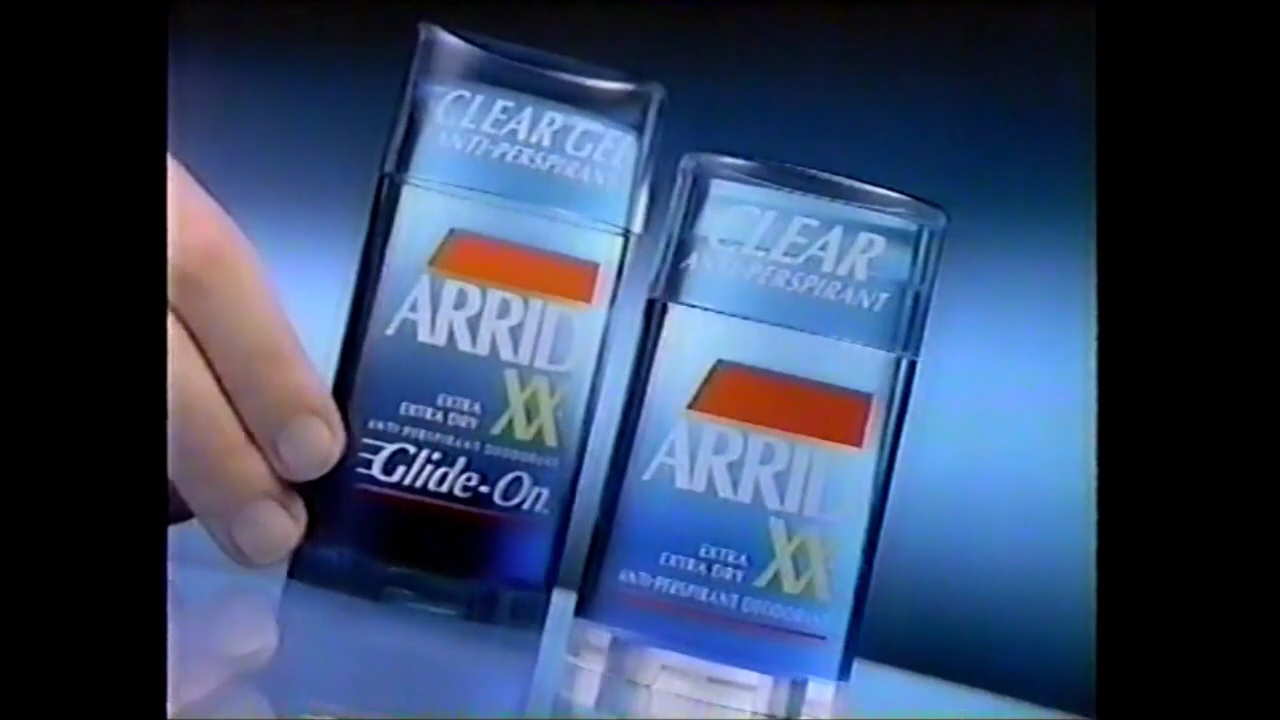 CLEAR GEL
ANTI-PERSPIRANT
ARRID
XX
EXTRA
EXTRA DRY
ANTI-PERSPIRANT DEODORANT
Glide-On
CLEAR
ANTI-PERSPIRANT
ARRID
XX
EXTRA
EXTRA DRY
ANTI-PERSPIRANT DEODORANT